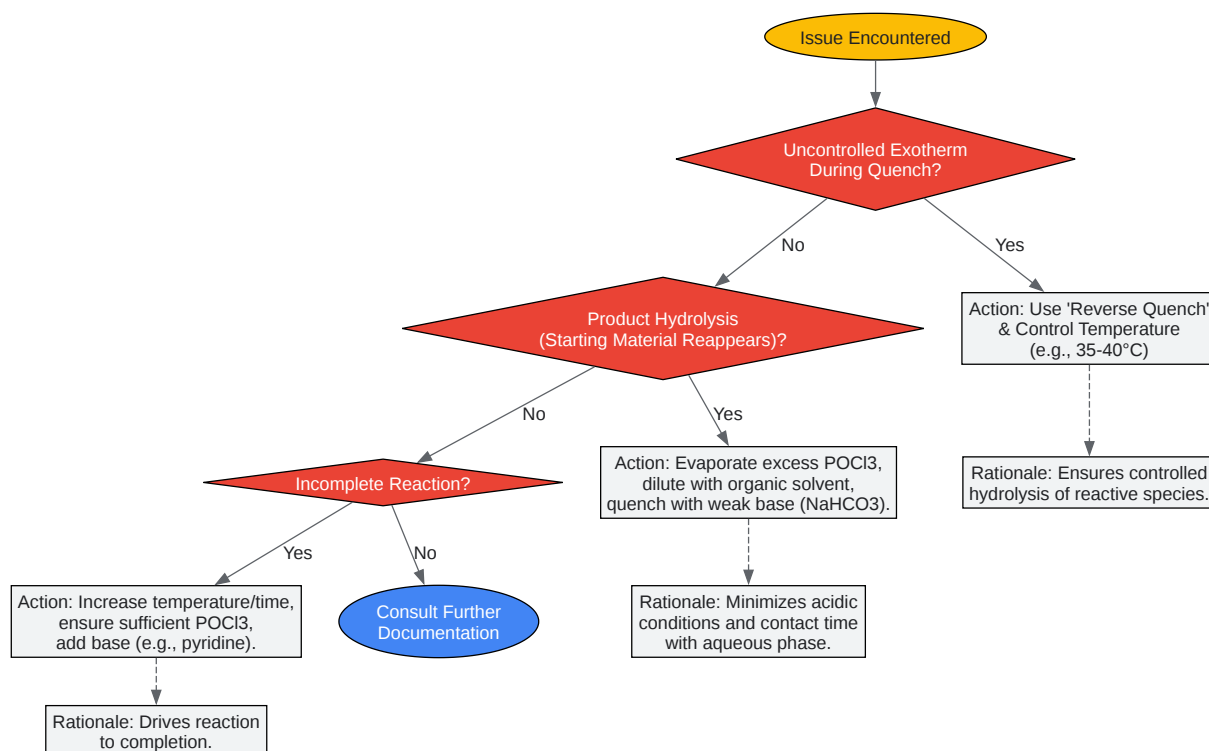 Issue Encountered
Uncontrolled Exotherm
During Quench?
No
Yes
Product Hydrolysis
(Starting Material Reappears)?
Action: Use 'Reverse Quench'
& Control Temperature
(e.g., 35-40°C)
No
Yes
Incomplete Reaction?
Action: Evaporate excess POCl3,
dilute with organic solvent,
quench with weak base (NaHCO3).
Rationale: Ensures controlled
hydrolysis of reactive species.
Yes
No
Action: Increase temperature/time,
ensure sufficient POCl3,
add base (e.g., pyridine).
Consult Further
Documentation
Rationale: Minimizes acidic
conditions and contact time
with aqueous phase.
Rationale: Drives reaction
to completion.